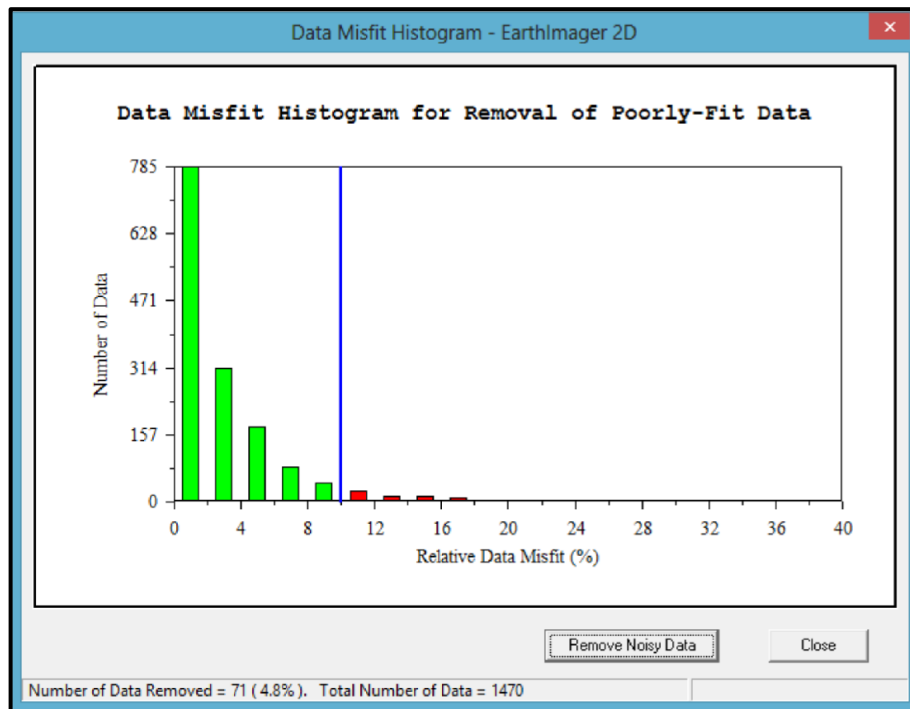 Data Misfit Histogram - EarthImager 2D
×
Data Misfit Histogram for Removal of Poorly-Fit Data
785
628
471
314
157
0
Number of Data
0 4 8 12 16 20 24 28 32 36 40
Relative Data Misfit (%)
Remove Noisy Data
Close
Number of Data Removed = 71 ( 4.8% ).   Total Number of Data = 1470